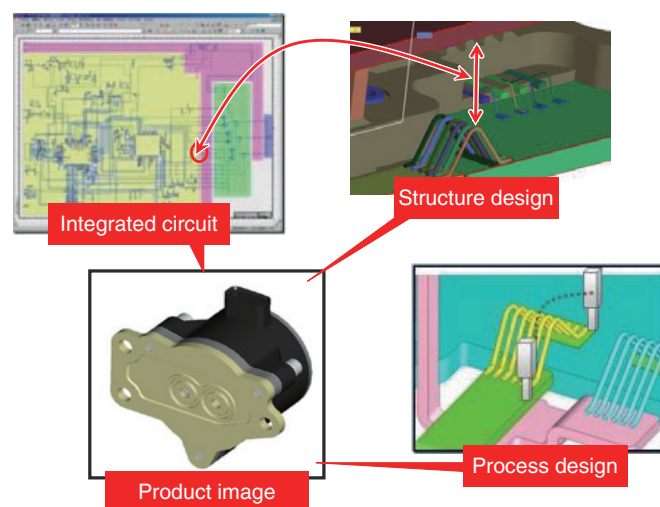 Structure design
Integrated circuit
Process design
Product image